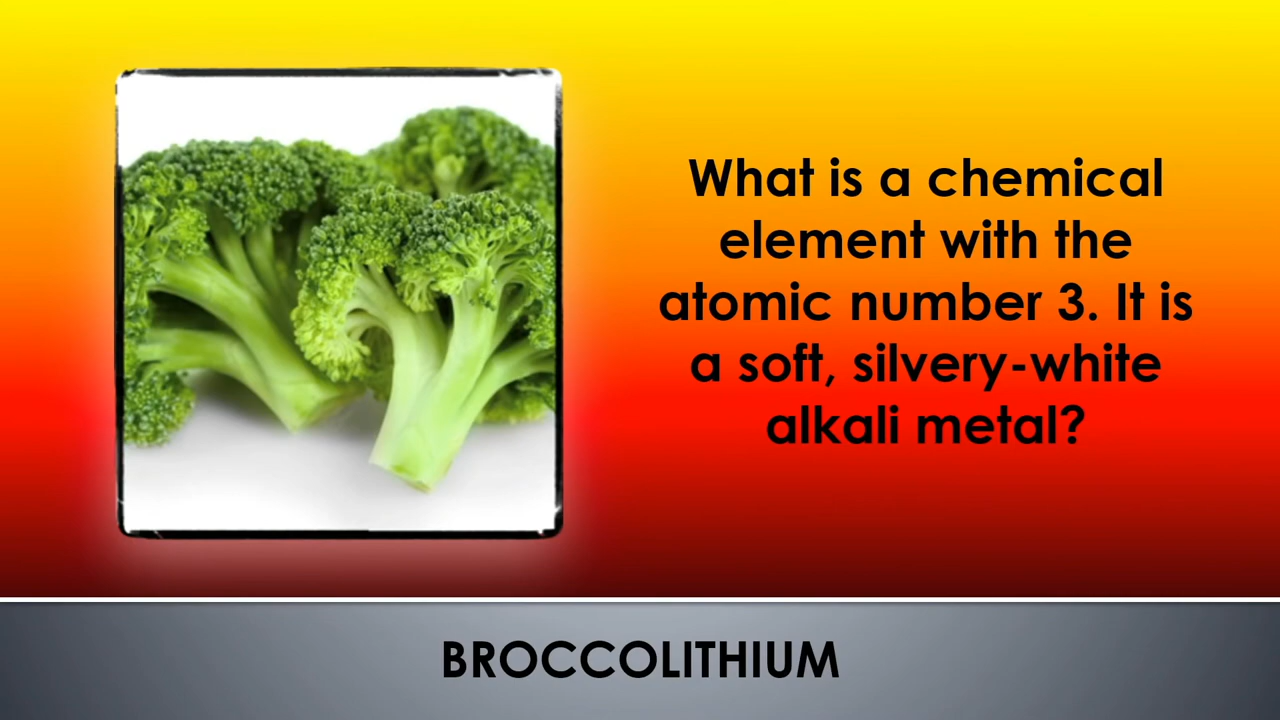 What is a chemical
element with the
atomic number 3. It is
a soft, silvery-white
alkali metal?
BROCCOLITHIUM